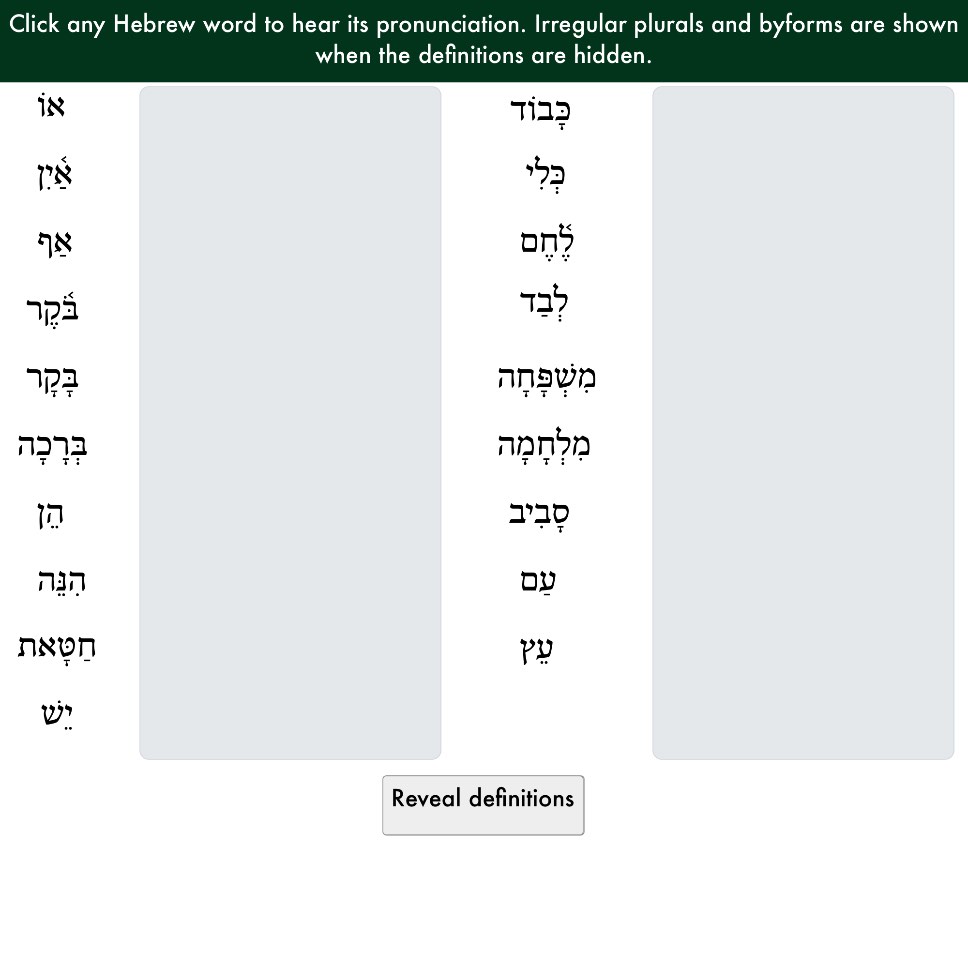 Click any Hebrew word to hear its pronunciation. Irregular plurals and byforms are shown
when the definitions are hidden.
אוֹ
אַ֫יִן
אַף
בֹּ֫קֶר
בָּקָר
בְּרָכָה
הֵן
הִנֵּה
חַטָּאת
יֵשׁ
כָּבוֹד
כְּלִי
לֶ֫חֶם
לְבַד
מִשְׁפָּחָה
מִלְחָמָה
סָבִיב
עַם
עֵץ
Reveal definitions